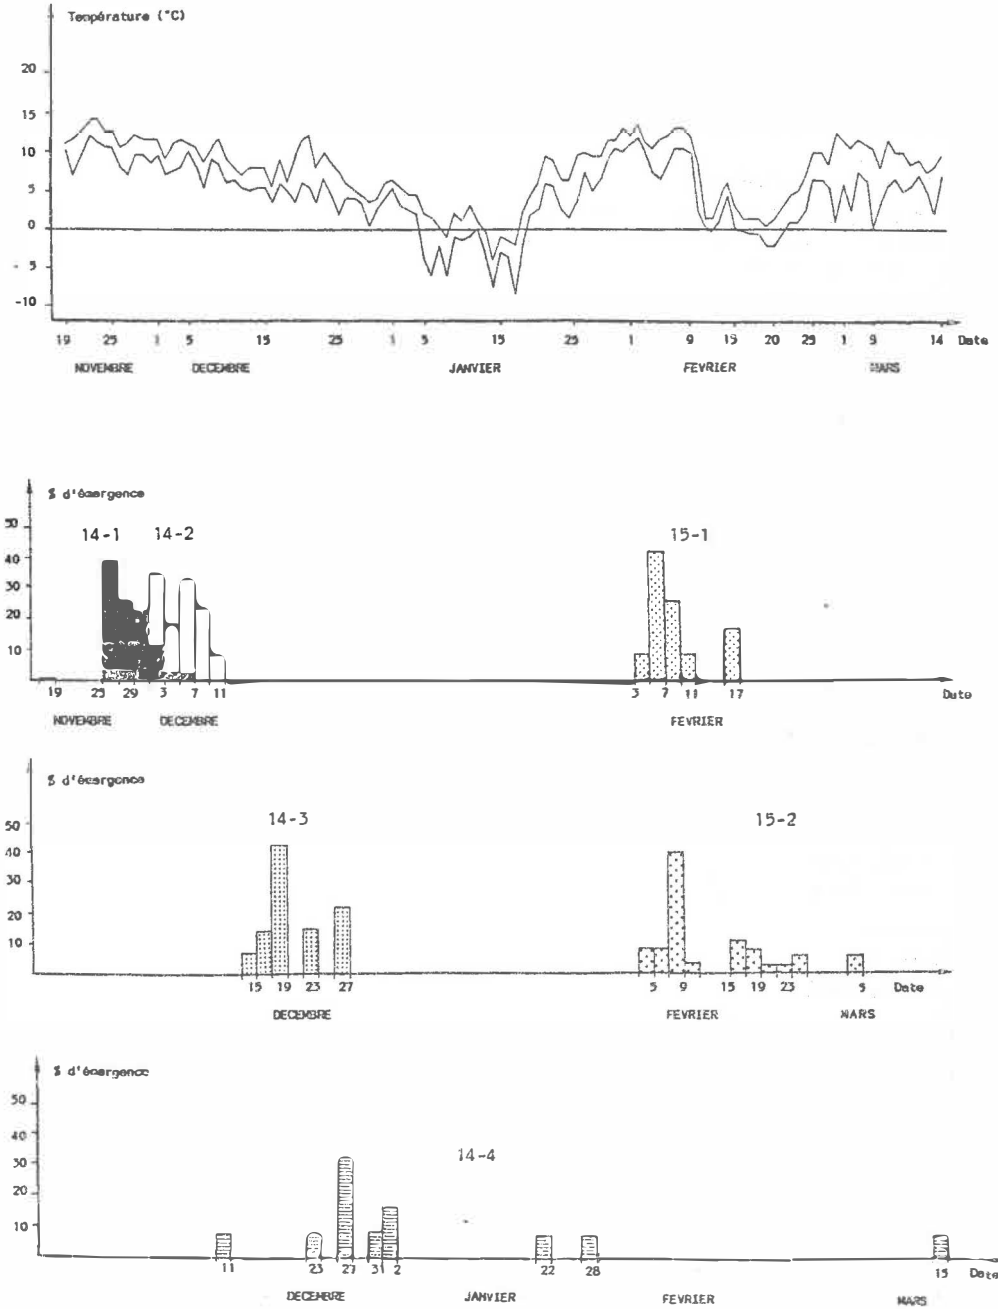 Température (°C)
20
15
10
5
0
- 5
-10
19 25 1 5 15 25 1 5 15 25 1 9 15 20 25 1 9 14 Date
NOVEMBRE DECEMBRE JANVIER FEVRIER MARS
% d'émergence
50
14-1 14-2 15-1
40
30
20
10
19 25 29 3 7 11 3 7 11 17 Date
NOVEMBRE DECEMBRE FEVRIER
% d'émergence
14-3 15-2
50
40
30
20
10
15 19 23 27 5 9 15 19 23 5 Date
DECEMBRE FEVRIER MARS
% d'émergence
50
40
14-4
30
20
10
11 23 27 31 2 22 28 15 Date
DECEMBRE JANVIER FEVRIER MARS